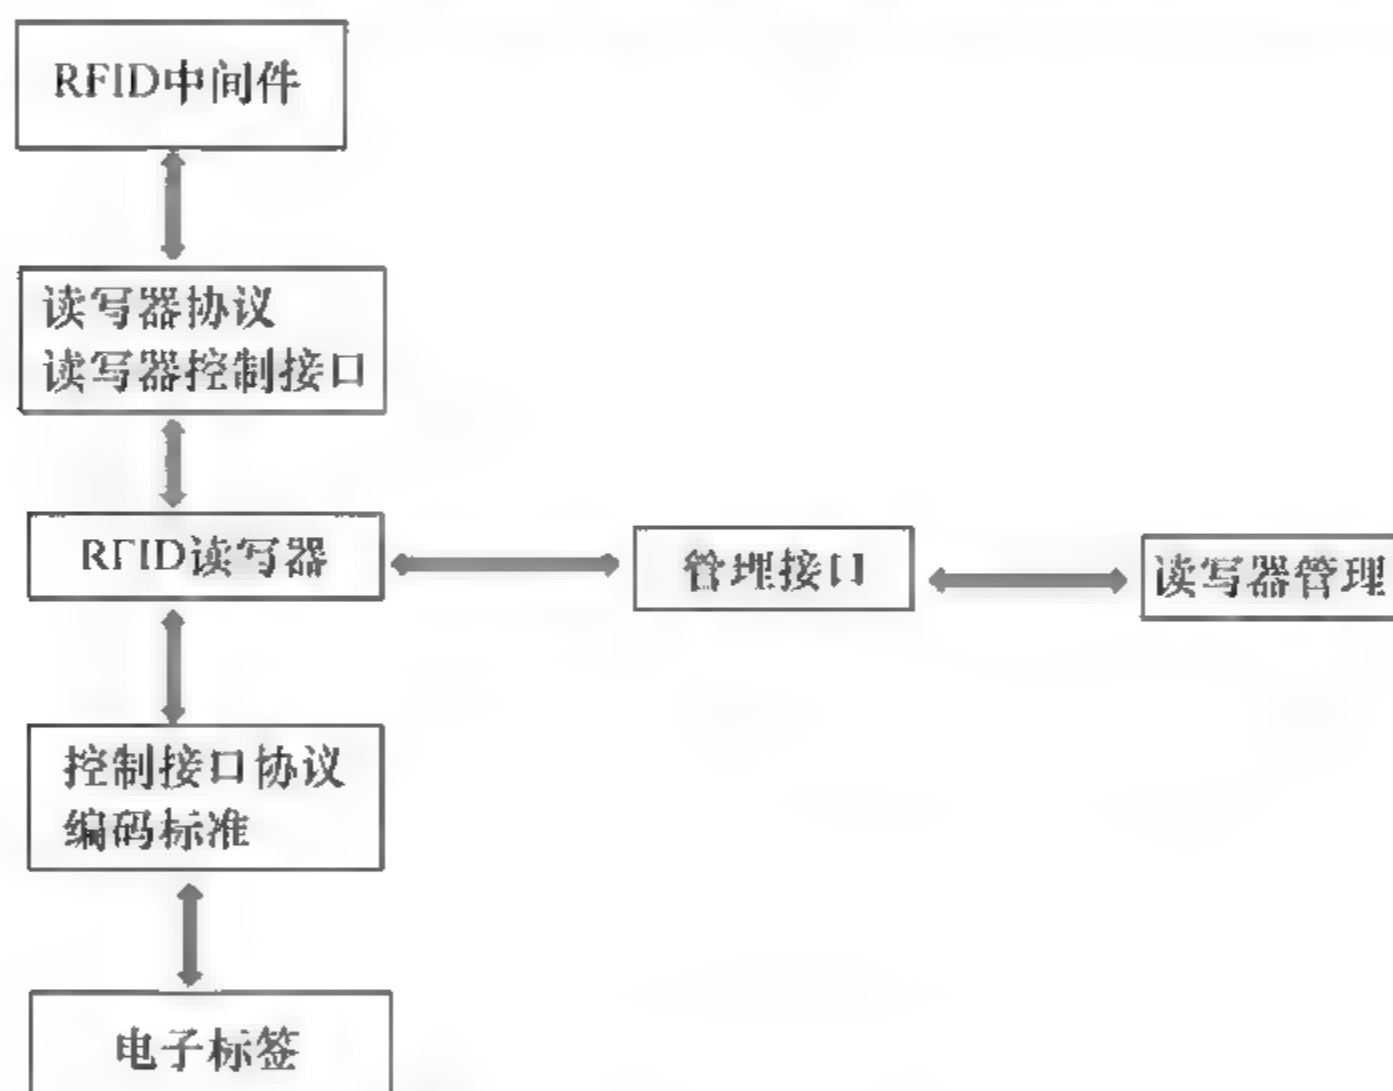 RFID中间件
读写器协议
读写器控制接口
RFID读写器
管理接口
读写器管理
控制接口协议
编码标准
电子标签